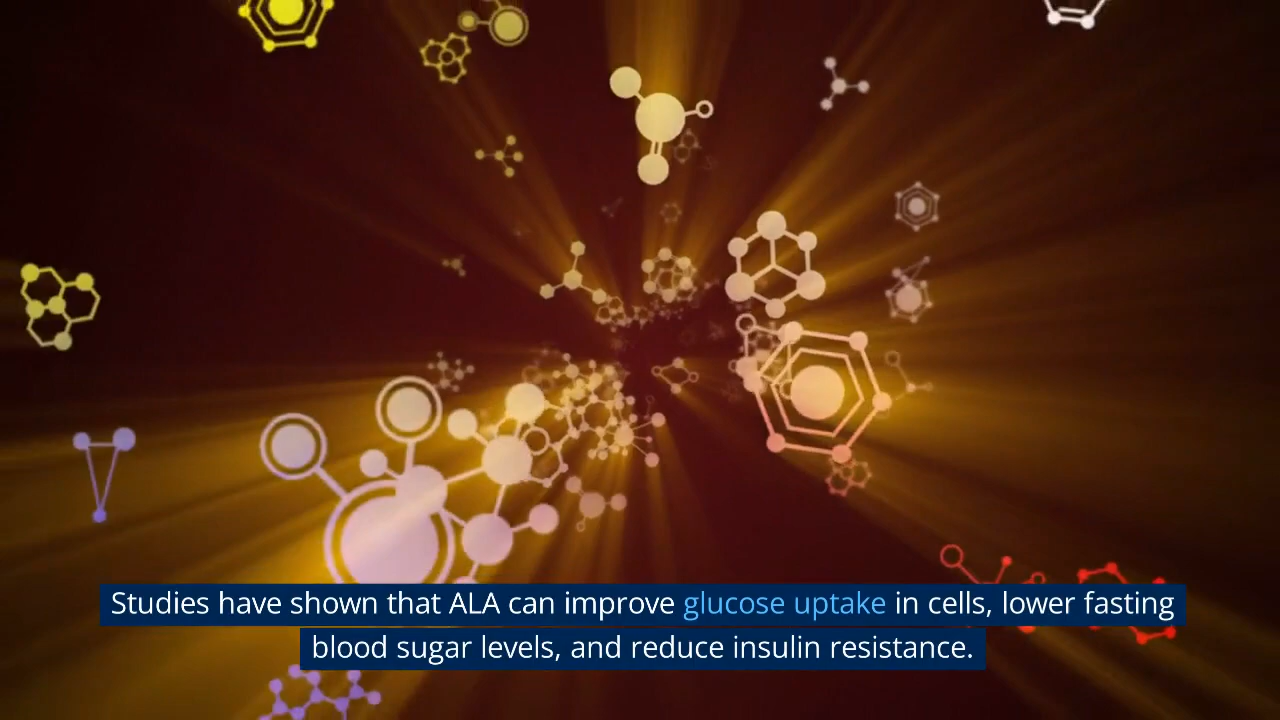 Studies have shown that ALA can improve glucose uptake in cells, lower fasting
blood sugar levels, and reduce insulin resistance.